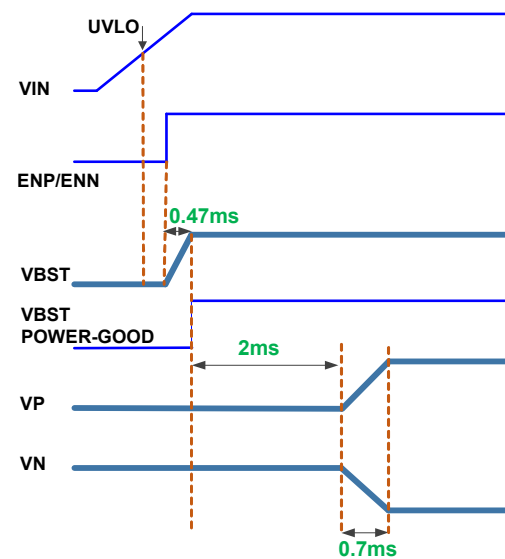 UVLO
VIN
ENP/ENN
0.47ms
VBST
VBST
POWER-GOOD
2ms
VP
VN
0.7ms